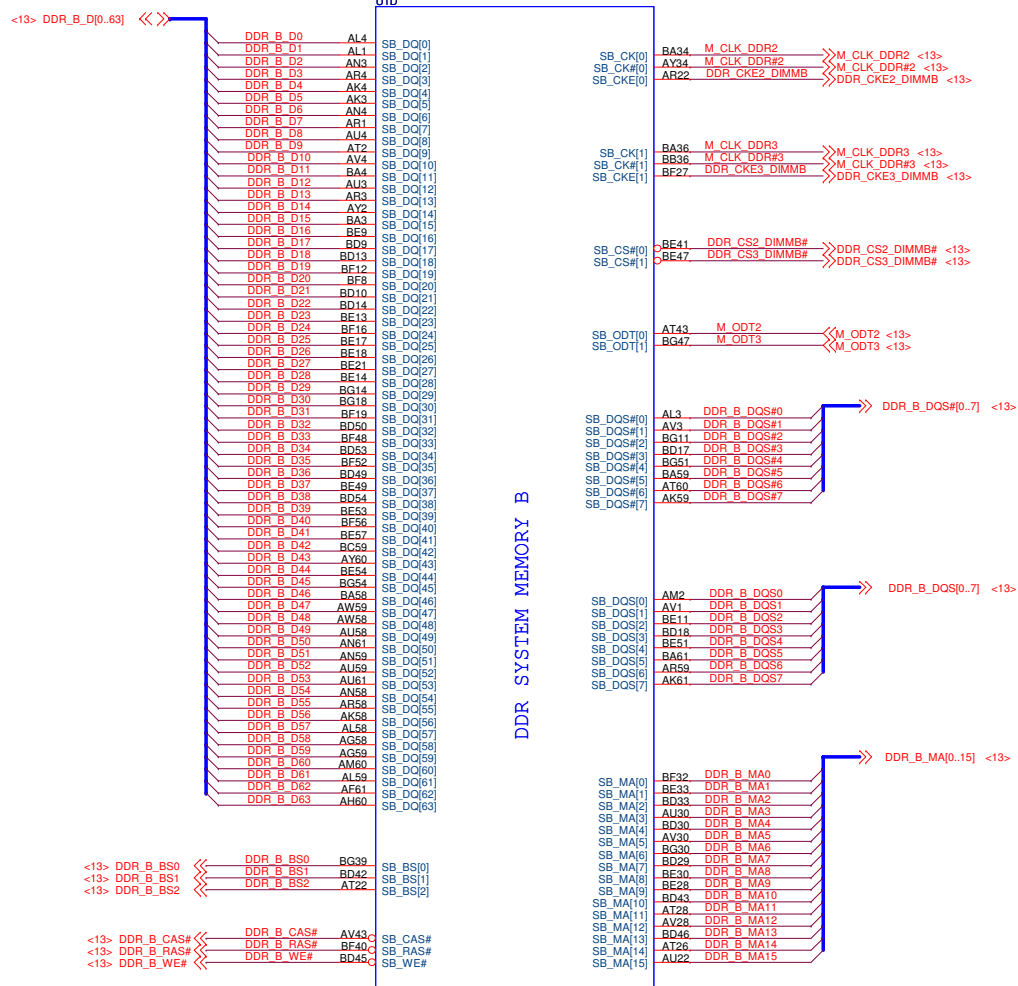 U1D
<13> DDR_B_D[0..63]
DDR_B_D0 AL4 SB_DQ[0]
DDR_B_D1 AL1 SB_DQ[1]
DDR_B_D2 AN3 SB_DQ[2]
DDR_B_D3 AR4 SB_DQ[3]
DDR_B_D4 AK4 SB_DQ[4]
DDR_B_D5 AK3 SB_DQ[5]
DDR_B_D6 AN4 SB_DQ[6]
DDR_B_D7 AR1 SB_DQ[7]
DDR_B_D8 AU4 SB_DQ[8]
DDR_B_D9 AT2 SB_DQ[9]
DDR_B_D10 AV4 SB_DQ[10]
DDR_B_D11 BA4 SB_DQ[11]
DDR_B_D12 AU3 SB_DQ[12]
DDR_B_D13 AR3 SB_DQ[13]
DDR_B_D14 AY2 SB_DQ[14]
DDR_B_D15 BA3 SB_DQ[15]
DDR_B_D16 BE9 SB_DQ[16]
DDR_B_D17 BD9 SB_DQ[17]
DDR_B_D18 BD13 SB_DQ[18]
DDR_B_D19 BF12 SB_DQ[19]
DDR_B_D20 BF8 SB_DQ[20]
DDR_B_D21 BD10 SB_DQ[21]
DDR_B_D22 BD14 SB_DQ[22]
DDR_B_D23 BE13 SB_DQ[23]
DDR_B_D24 BF16 SB_DQ[24]
DDR_B_D25 BE17 SB_DQ[25]
DDR_B_D26 BE18 SB_DQ[26]
DDR_B_D27 BE21 SB_DQ[27]
DDR_B_D28 BE14 SB_DQ[28]
DDR_B_D29 BG14 SB_DQ[29]
DDR_B_D30 BG18 SB_DQ[30]
DDR_B_D31 BF19 SB_DQ[31]
DDR_B_D32 BD50 SB_DQ[32]
DDR_B_D33 BF48 SB_DQ[33]
DDR_B_D34 BD53 SB_DQ[34]
DDR_B_D35 BF52 SB_DQ[35]
DDR_B_D36 BD49 SB_DQ[36]
DDR_B_D37 BE49 SB_DQ[37]
DDR_B_D38 BD54 SB_DQ[38]
DDR_B_D39 BE53 SB_DQ[39]
DDR_B_D40 BF56 SB_DQ[40]
DDR_B_D41 BE57 SB_DQ[41]
DDR_B_D42 BC59 SB_DQ[42]
DDR_B_D43 AY60 SB_DQ[43]
DDR_B_D44 BE54 SB_DQ[44]
DDR_B_D45 BG54 SB_DQ[45]
DDR_B_D46 BA58 SB_DQ[46]
DDR_B_D47 AW59 SB_DQ[47]
DDR_B_D48 AW58 SB_DQ[48]
DDR_B_D49 AU58 SB_DQ[49]
DDR_B_D50 AN61 SB_DQ[50]
DDR_B_D51 AN59 SB_DQ[51]
DDR_B_D52 AU59 SB_DQ[52]
DDR_B_D53 AU61 SB_DQ[53]
DDR_B_D54 AN58 SB_DQ[54]
DDR_B_D55 AR58 SB_DQ[55]
DDR_B_D56 AK58 SB_DQ[56]
DDR_B_D57 AL58 SB_DQ[57]
DDR_B_D58 AG58 SB_DQ[58]
DDR_B_D59 AG59 SB_DQ[59]
DDR_B_D60 AM60 SB_DQ[60]
DDR_B_D61 AL59 SB_DQ[61]
DDR_B_D62 AF61 SB_DQ[62]
DDR_B_D63 AH60 SB_DQ[63]
<13> DDR_B_BS0 DDR_B_BS0 BG39 SB_BS[0]
<13> DDR_B_BS1 DDR_B_BS1 BD42 SB_BS[1]
<13> DDR_B_BS2 DDR_B_BS2 AT22 SB_BS[2]
<13> DDR_B_CAS# DDR_B_CAS# AV43 SB_CAS#
<13> DDR_B_RAS# DDR_B_RAS# BF40 SB_RAS#
<13> DDR_B_WE# DDR_B_WE# BD45 SB_WE#
DDR SYSTEM MEMORY B
SB_CK[0] BA34 M_CLK_DDR2 M_CLK_DDR2 <13>
SB_CK#[0] AY34 M_CLK_DDR#2 M_CLK_DDR#2 <13>
SB_CKE[0] AR22 DDR_CKE2_DIMMB DDR_CKE2_DIMMB <13>
SB_CK[1] BA36 M_CLK_DDR3 M_CLK_DDR3 <13>
SB_CK#[1] BB36 M_CLK_DDR#3 M_CLK_DDR#3 <13>
SB_CKE[1] BF27 DDR_CKE3_DIMMB DDR_CKE3_DIMMB <13>
SB_CS#[0] BE41 DDR_CS2_DIMMB# DDR_CS2_DIMMB# <13>
SB_CS#[1] BE47 DDR_CS3_DIMMB# DDR_CS3_DIMMB# <13>
SB_ODT[0] AT43 M_ODT2 M_ODT2 <13>
SB_ODT[1] BG47 M_ODT3 M_ODT3 <13>
DDR_B_DQS#[0..7] <13>
SB_DQS#[0] AL3 DDR_B_DQS#0
SB_DQS#[1] AV3 DDR_B_DQS#1
SB_DQS#[2] BG11 DDR_B_DQS#2
SB_DQS#[3] BD17 DDR_B_DQS#3
SB_DQS#[4] BG51 DDR_B_DQS#4
SB_DQS#[5] BA59 DDR_B_DQS#5
SB_DQS#[6] AT60 DDR_B_DQS#6
SB_DQS#[7] AK59 DDR_B_DQS#7
DDR_B_DQS[0..7] <13>
SB_DQS[0] AM2 DDR_B_DQS0
SB_DQS[1] AV1 DDR_B_DQS1
SB_DQS[2] BE11 DDR_B_DQS2
SB_DQS[3] BD18 DDR_B_DQS3
SB_DQS[4] BE51 DDR_B_DQS4
SB_DQS[5] BA61 DDR_B_DQS5
SB_DQS[6] AR59 DDR_B_DQS6
SB_DQS[7] AK61 DDR_B_DQS7
DDR_B_MA[0..15] <13>
SB_MA[0] BF32 DDR_B_MA0
SB_MA[1] BE33 DDR_B_MA1
SB_MA[2] BD33 DDR_B_MA2
SB_MA[3] AU30 DDR_B_MA3
SB_MA[4] BD30 DDR_B_MA4
SB_MA[5] AV30 DDR_B_MA5
SB_MA[6] BG30 DDR_B_MA6
SB_MA[7] BD29 DDR_B_MA7
SB_MA[8] BE30 DDR_B_MA8
SB_MA[9] BE28 DDR_B_MA9
SB_MA[10] BD43 DDR_B_MA10
SB_MA[11] AT28 DDR_B_MA11
SB_MA[12] AV28 DDR_B_MA12
SB_MA[13] BD46 DDR_B_MA13
SB_MA[14] AT26 DDR_B_MA14
SB_MA[15] AU22 DDR_B_MA15